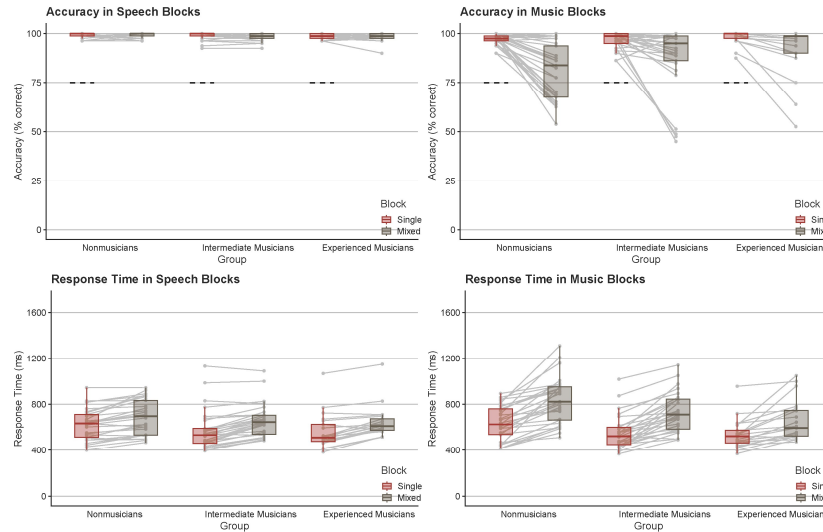 Accuracy in Speech Blocks
100
75
50
25
0
Accuracy (% correct)
Block
Single
Mixed
Nonmusicians
Intermediate Musicians
Experienced Musicians
Group
Accuracy in Music Blocks
100
75
50
25
0
Accuracy (% correct)
Block
Sin
Mix
Nonmusicians
Intermediate Musicians
Experienced Musicians
Group
Response Time in Speech Blocks
1600
1200
800
400
0
Response Time (ms)
Block
Single
Mixed
Nonmusicians
Intermediate Musicians
Experienced Musicians
Group
Response Time in Music Blocks
1600
1200
800
400
0
Response Time (ms)
Block
Sin
Mix
Nonmusicians
Intermediate Musicians
Experienced Musicians
Group